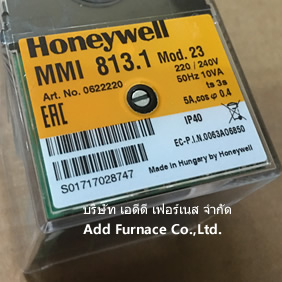 Honeywell
MMI 813.1 Mod. 23
Art. No. 0622220
220 / 240V
50Hz 10VA
ts 3s
5A, cos φ 0.4
EAC
IP40
EC-P.I.N.0063A06850
Made in Hungary by Honeywell
S01717028747
บริษัท เอดีดี เฟอร์เนส จำกัด
Add Furnace Co.,Ltd.